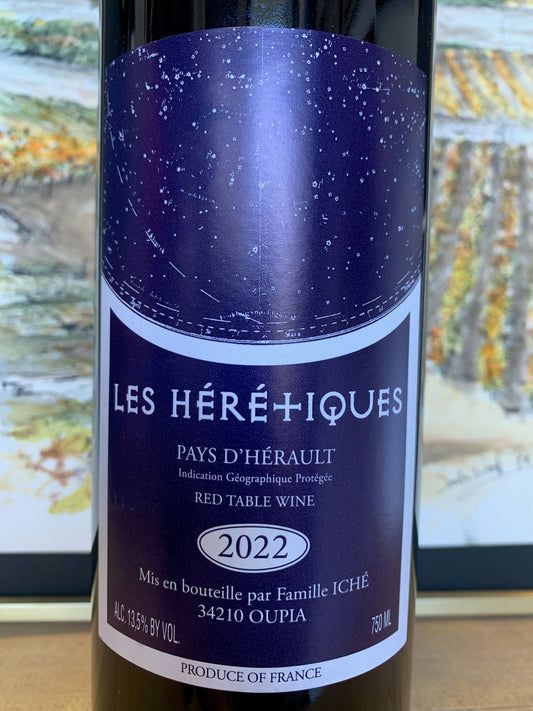 LES HÉRÉTIQUES
PAYS D'HÉRAULT
Indication Géographique Protégée
RED TABLE WINE
2022
Mis en bouteille par Famille ICHÉ
34210 OUPIA
ALC. 13,5% BY VOL.
750 ML
PRODUCE OF FRANCE